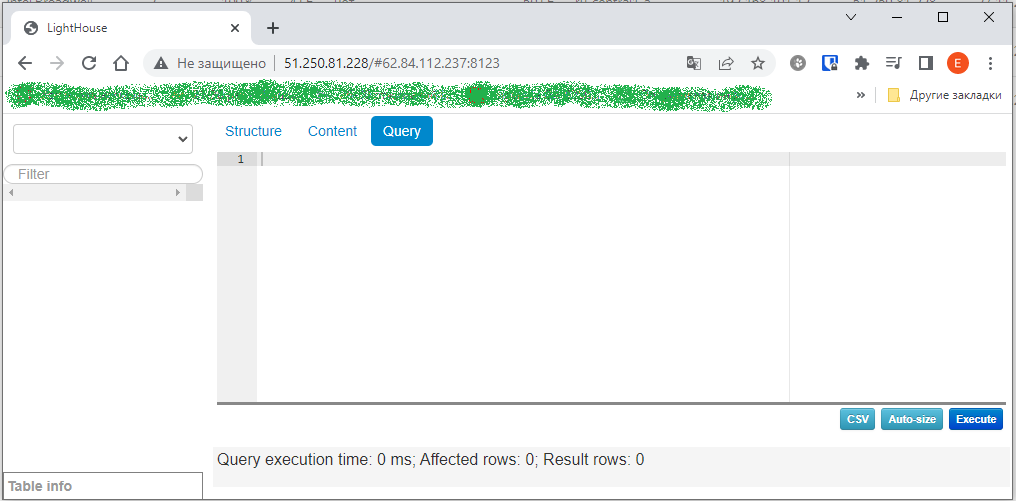 LightHouse
Не защищено 51.250.81.228/#62.84.112.237:8123
E
» Другие закладки
Structure Content Query
1
Filter
CSV Auto-size Execute
Query execution time: 0 ms; Affected rows: 0; Result rows: 0
Table info